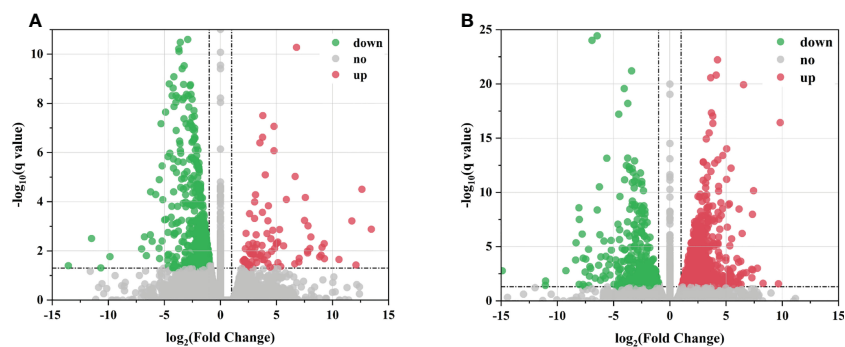 A
B
-log10(q value)
10
8
6
4
2
0
down
no
up
-15 -10 -5 0 5 10 15
log2(Fold Change)
-log10(q value)
25
20
15
10
5
0
down
no
up
-15 -10 -5 0 5 10 15
log2(Fold Change)